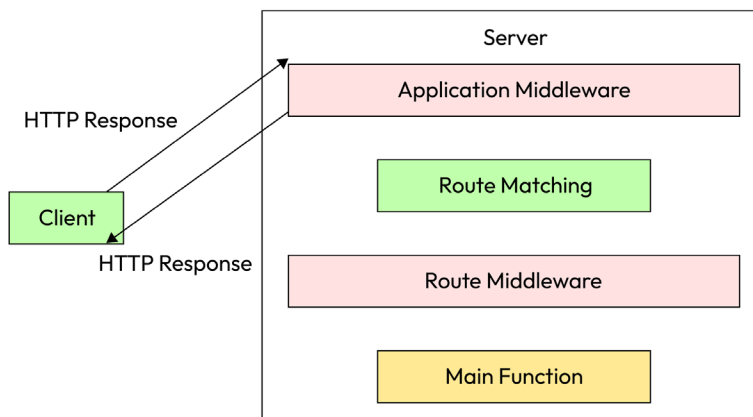 Server
Application Middleware
HTTP Response
Route Matching
Client
HTTP Response
Route Middleware
Main Function